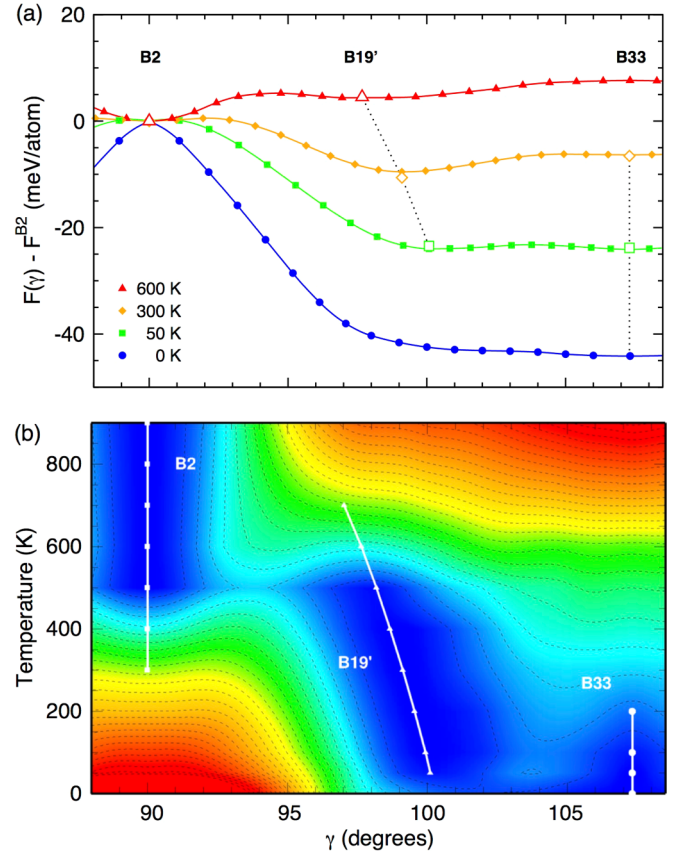 (a)
20
B2
B19'
B33
0
-20
-40
F(γ) - F^B2 (meV/atom)
600 K
300 K
50 K
0 K
(b)
800
600
400
200
0
Temperature (K)
B2
B19'
B33
90
95
100
105
γ (degrees)